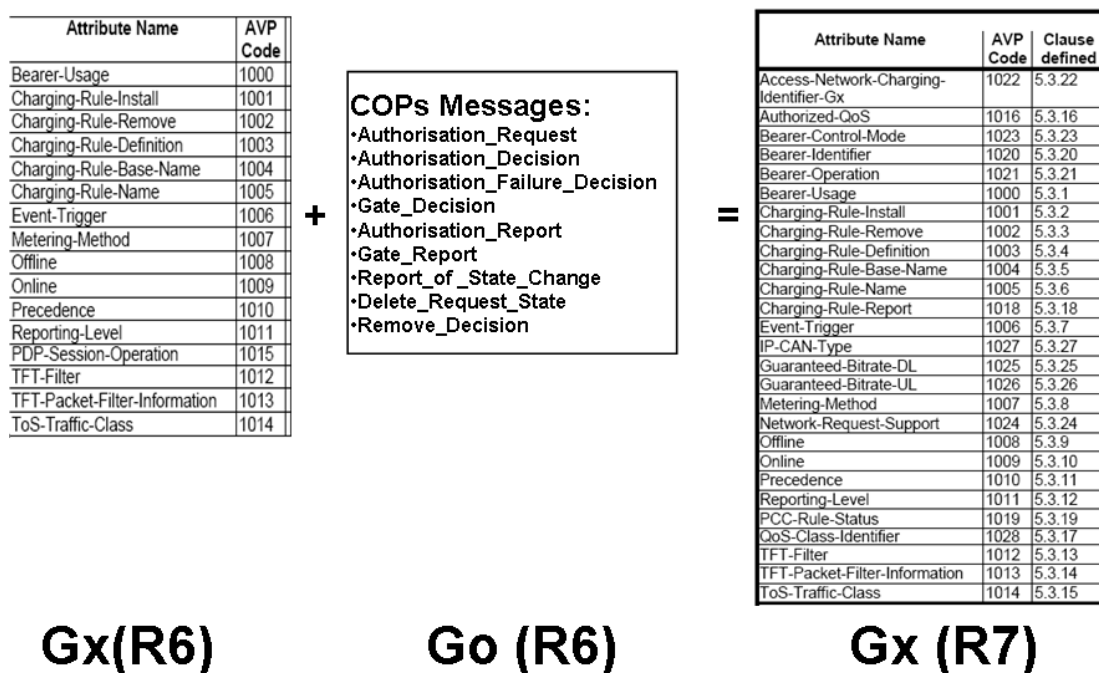 Attribute Name AVP Code
Bearer-Usage 1000
Charging-Rule-Install 1001
Charging-Rule-Remove 1002
Charging-Rule-Definition 1003
Charging-Rule-Base-Name 1004
Charging-Rule-Name 1005
Event-Trigger 1006
Metering-Method 1007
Offline 1008
Online 1009
Precedence 1010
Reporting-Level 1011
PDP-Session-Operation 1015
TFT-Filter 1012
TFT-Packet-Filter-Information 1013
ToS-Traffic-Class 1014
+
COPs Messages:
•Authorisation_Request
•Authorisation_Decision
•Authorisation_Failure_Decision
•Gate_Decision
•Authorisation_Report
•Gate_Report
•Report_of _State_Change
•Delete_Request_State
•Remove_Decision
=
Attribute Name AVP Code Clause defined
Access-Network-Charging-
Identifier-Gx 1022 5.3.22
Authorized-QoS 1016 5.3.16
Bearer-Control-Mode 1023 5.3.23
Bearer-Identifier 1020 5.3.20
Bearer-Operation 1021 5.3.21
Bearer-Usage 1000 5.3.1
Charging-Rule-Install 1001 5.3.2
Charging-Rule-Remove 1002 5.3.3
Charging-Rule-Definition 1003 5.3.4
Charging-Rule-Base-Name 1004 5.3.5
Charging-Rule-Name 1005 5.3.6
Charging-Rule-Report 1018 5.3.18
Event-Trigger 1006 5.3.7
IP-CAN-Type 1027 5.3.27
Guaranteed-Bitrate-DL 1025 5.3.25
Guaranteed-Bitrate-UL 1026 5.3.26
Metering-Method 1007 5.3.8
Network-Request-Support 1024 5.3.24
Offline 1008 5.3.9
Online 1009 5.3.10
Precedence 1010 5.3.11
Reporting-Level 1011 5.3.12
PCC-Rule-Status 1019 5.3.19
QoS-Class-Identifier 1028 5.3.17
TFT-Filter 1012 5.3.13
TFT-Packet-Filter-Information 1013 5.3.14
ToS-Traffic-Class 1014 5.3.15
Gx(R6)
Go (R6)
Gx (R7)